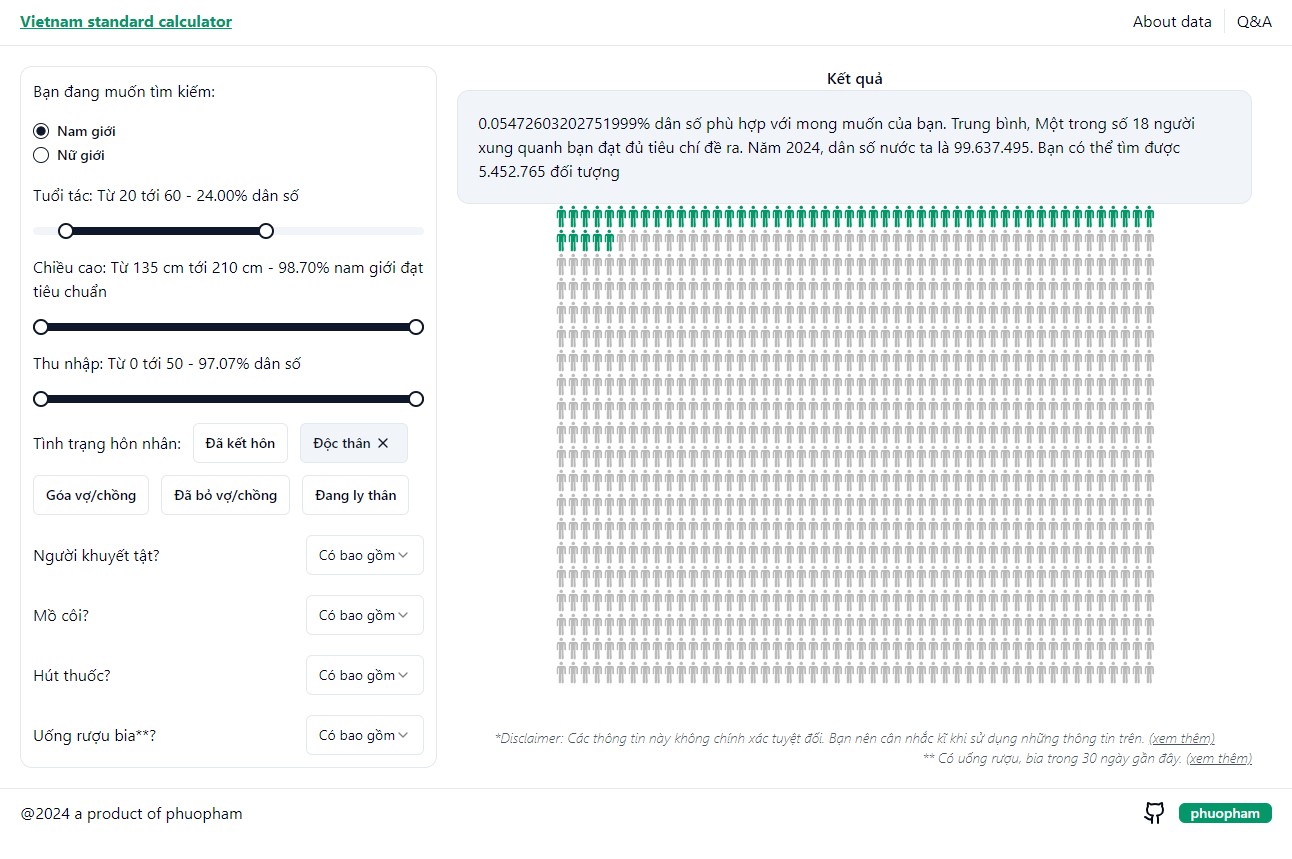 Vietnam standard calculator
About data
Q&A
Bạn đang muốn tìm kiếm:
Nam giới
Nữ giới
Tuổi tác: Từ 20 tới 60 - 24.00% dân số
Chiều cao: Từ 135 cm tới 210 cm - 98.70% nam giới đạt
tiêu chuẩn
Thu nhập: Từ 0 tới 50 - 97.07% dân số
Tình trạng hôn nhân: Đã kết hôn Độc thân ✕
Góa vợ/chồng Đã bỏ vợ/chồng Đang ly thân
Người khuyết tật? Có bao gồm
Mồ côi? Có bao gồm
Hút thuốc? Có bao gồm
Uống rượu bia**? Có bao gồm
Kết quả
0.05472603202751999% dân số phù hợp với mong muốn của bạn. Trung bình, Một trong số 18 người
xung quanh bạn đạt đủ tiêu chí đề ra. Năm 2024, dân số nước ta là 99.637.495. Bạn có thể tìm được
5.452.765 đối tượng
*Disclaimer: Các thông tin này không chính xác tuyệt đối. Bạn nên cân nhắc kĩ khi sử dụng những thông tin trên. (xem thêm)
** Có uống rượu, bia trong 30 ngày gần đây. (xem thêm)
@2024 a product of phuopham
phuopham